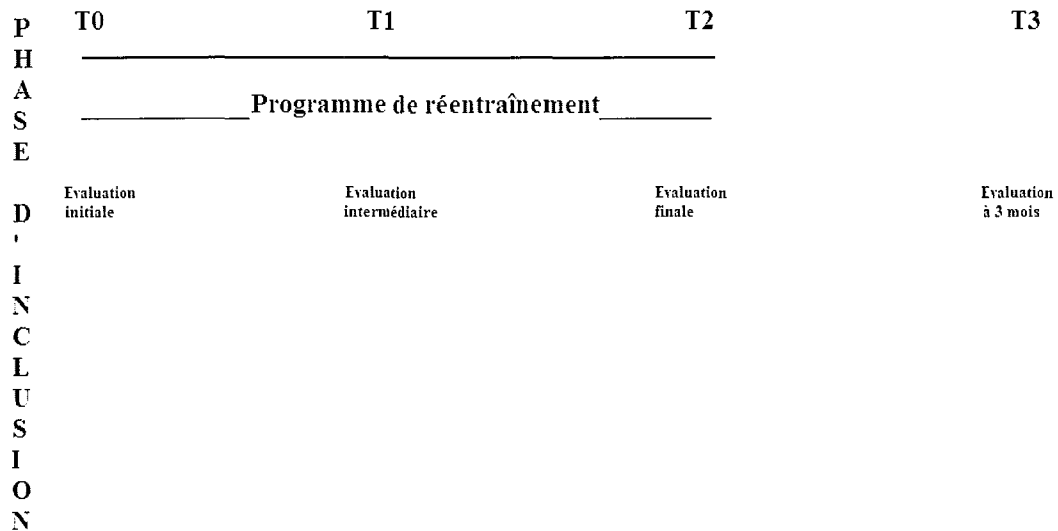 PHASE D'INCLUSION
T0 T1 T2 T3
Programme de réentraînement
Evaluation initiale
Evaluation intermédiaire
Evaluation finale
Evaluation à 3 mois